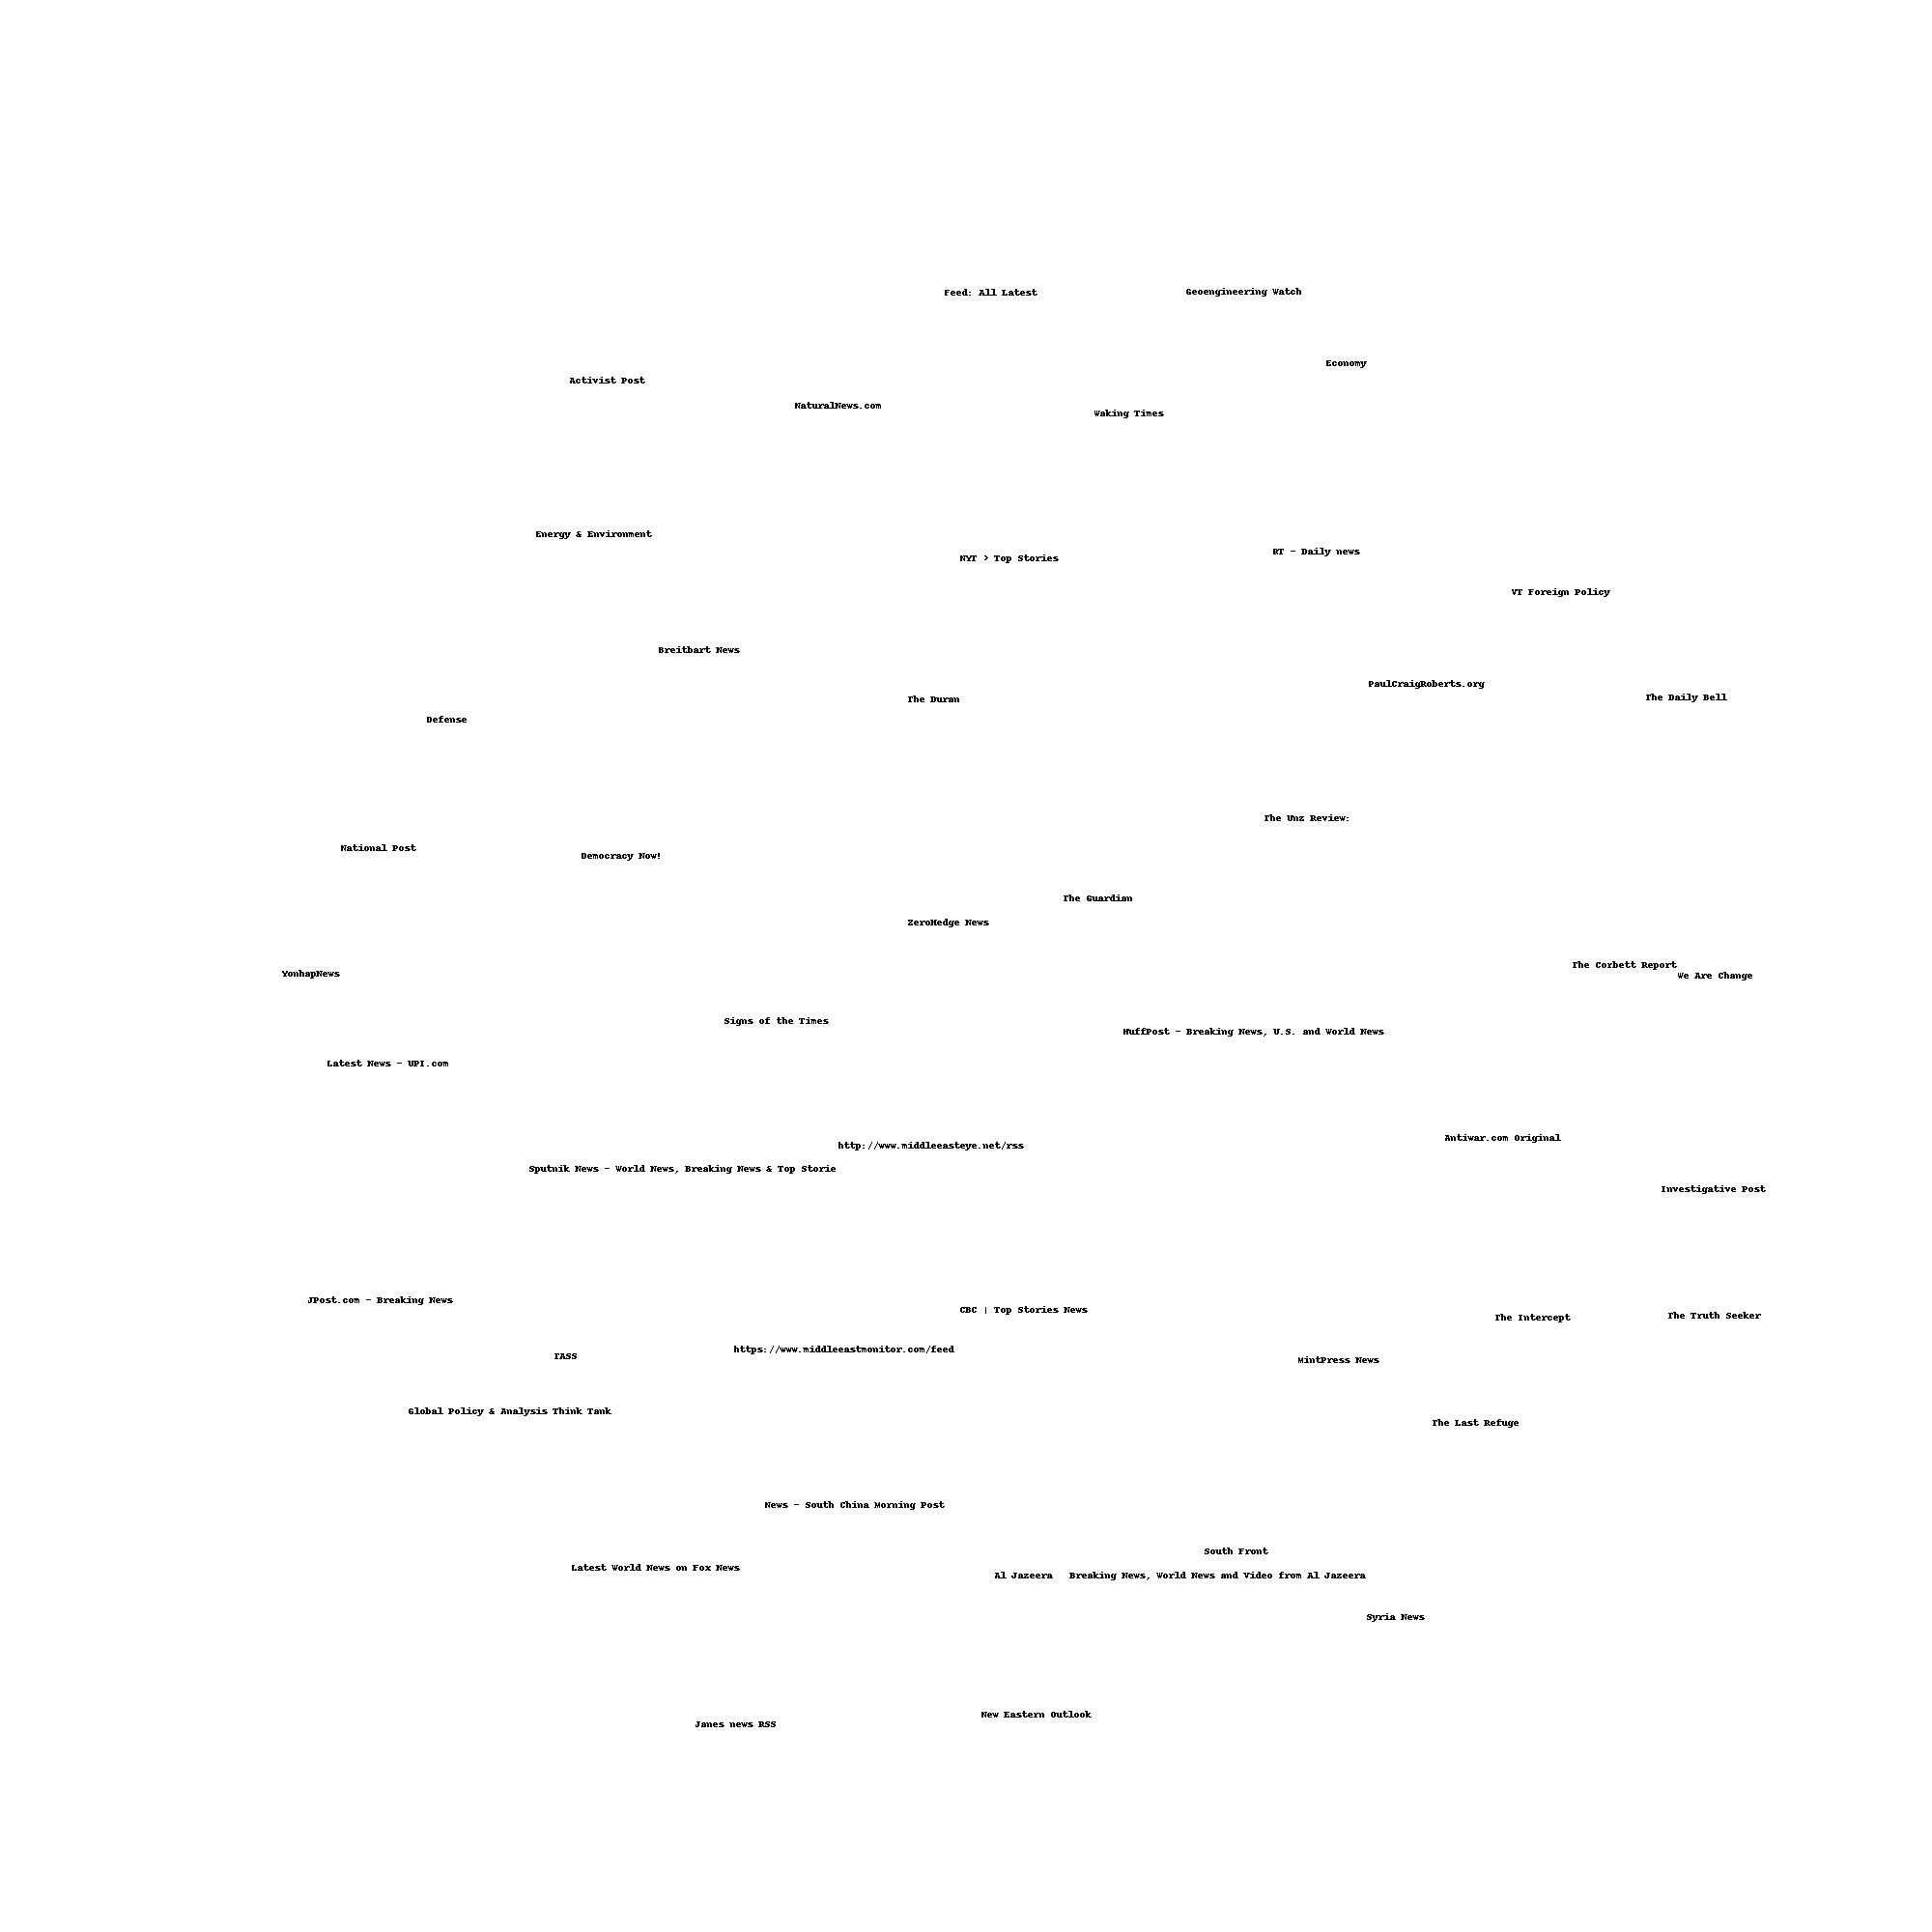 Feed: All Latest
Geoengineering Watch
Economy
Activist Post
NaturalNews.com
Waking Times
Energy & Environment
NYT > Top Stories
RT - Daily news
VT Foreign Policy
Breitbart News
PaulCraigRoberts.org
The Daily Bell
The Duran
Defense
The Unz Review:
National Post
Democracy Now!
The Guardian
ZeroHedge News
The Corbett Report
We Are Change
YonhapNews
Signs of the Times
HuffPost - Breaking News, U.S. and World News
Latest News - UPI.com
Antiwar.com Original
http://www.middleeasteye.net/rss
Sputnik News - World News, Breaking News & Top Storie
Investigative Post
JPost.com - Breaking News
CBC | Top Stories News
The Intercept
The Truth Seeker
https://www.middleeastmonitor.com/feed
TASS
MintPress News
Global Policy & Analysis Think Tank
The Last Refuge
News - South China Morning Post
South Front
Latest World News on Fox News
Al Jazeera   Breaking News, World News and Video from Al Jazeera
Syria News
New Eastern Outlook
Janes news RSS